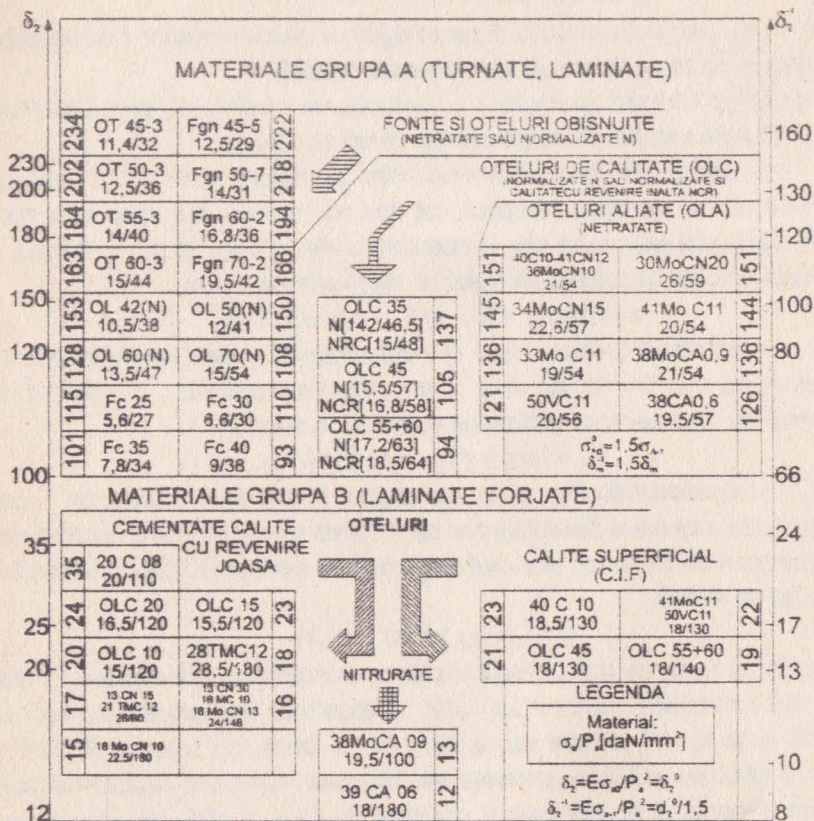 δ₂
δ₂⁻¹
MATERIALE GRUPA A (TURNATE, LAMINATE)
234
OT 45-3
11,4/32
Fgn 45-5
12,5/29
222
FONTE SI OTELURI OBISNUITE
(NETRATATE SAU NORMALIZATE N)
160
230
200
202
OT 50-3
12,5/36
Fgn 50-7
14/31
218
OTELURI DE CALITATE (OLC)
(NORMALIZATE N SAU NORMALIZATE SI
CALITATECU REVENIRE INALTA NCR)
130
180
184
OT 55-3
14/40
Fgn 60-2
16,8/36
194
OTELURI ALIATE (OLA)
(NETRATATE)
120
163
OT 60-3
15/44
Fgn 70-2
19,5/42
166
151
40C10-41CN12
36MoCN10
21/54
30MoCN20
26/59
151
150
153
OL 42(N)
10,5/38
OL 50(N)
12/41
150
OLC 35
N[142/46,5]
NRC[15/48]
137
145
34MoCN15
22,6/57
41Mo C11
20/54
144
100
120
128
OL 60(N)
13,5/47
OL 70(N)
15/54
108
OLC 45
N[15,5/57]
NCR[16,8/58]
105
136
33Mo C11
19/54
38MoCA0,9
21/54
136
80
115
Fc 25
5,6/27
Fc 30
6,6/30
110
121
50VC11
20/56
38CA0,6
19,5/57
126
100
101
Fc 35
7,8/34
Fc 40
9/38
93
OLC 55+60
N[17,2/63]
NCR[18,5/64]
94
66
MATERIALE GRUPA B (LAMINATE FORJATE)
CEMENTATE CALITE
CU REVENIRE
JOASA
OTELURI
CALITE SUPERFICIAL
(C.I.F)
35
24
35
20 C 08
20/110
25
24
OLC 20
16,5/120
OLC 15
15,5/120
23
23
40 C 10
18,5/130
41MoC11
50VC11
18/130
22
17
20
20
OLC 10
15/120
28TMC12
28,5/180
18
NITRURATE
21
OLC 45
18/130
OLC 55+60
18/140
19
13
17
13 CN 15
21 TMC 12
26/60
13 CN 30
18 MC 10
18 Mo CN 13
24/148
16
LEGENDA
Material:
15
18 Mo CN 10
22,5/180
38MoCA 09
19,5/100
13
10
12
39 CA 06
18/180
12
8